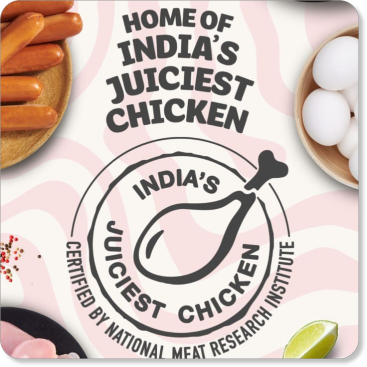 HOME OF
INDIA'S
JUICIEST
CHICKEN
INDIA'S
JUICIEST CHICKEN
CERTIFIED BY NATIONAL MEAT RESEARCH INSTITUTE